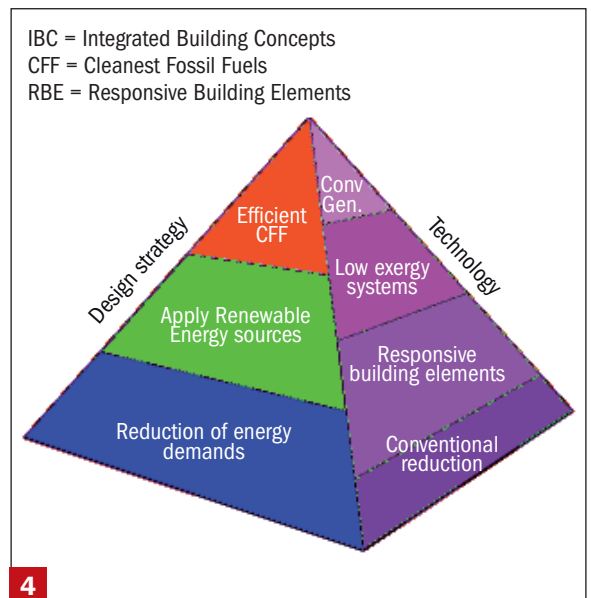 IBC = Integrated Building Concepts
CFF = Cleanest Fossil Fuels
RBE = Responsive Building Elements
Design strategy
Technology
Efficient
CFF
Apply Renewable
Energy sources
Reduction of energy
demands
Conv
Gen.
Low exergy
systems
Responsive
building elements
Conventional
reduction
4